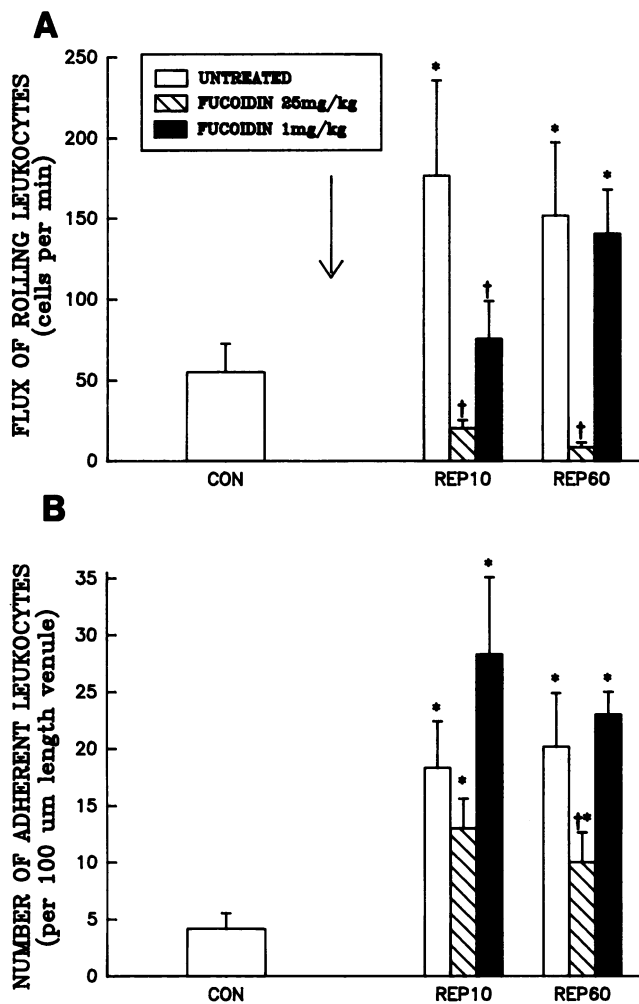 A
FLUX OF ROLLING LEUKOCYTES
(cells per min)
250
200
150
100
50
0
UNTREATED
FUCOIDIN 25mg/kg
FUCOIDIN 1mg/kg
*
†
†
*
†
*
CON
REP10
REP60
B
NUMBER OF ADHERENT LEUKOCYTES
(per 100 um length venule)
35
30
25
20
15
10
5
0
*
*
*
*
†*
*
CON
REP10
REP60